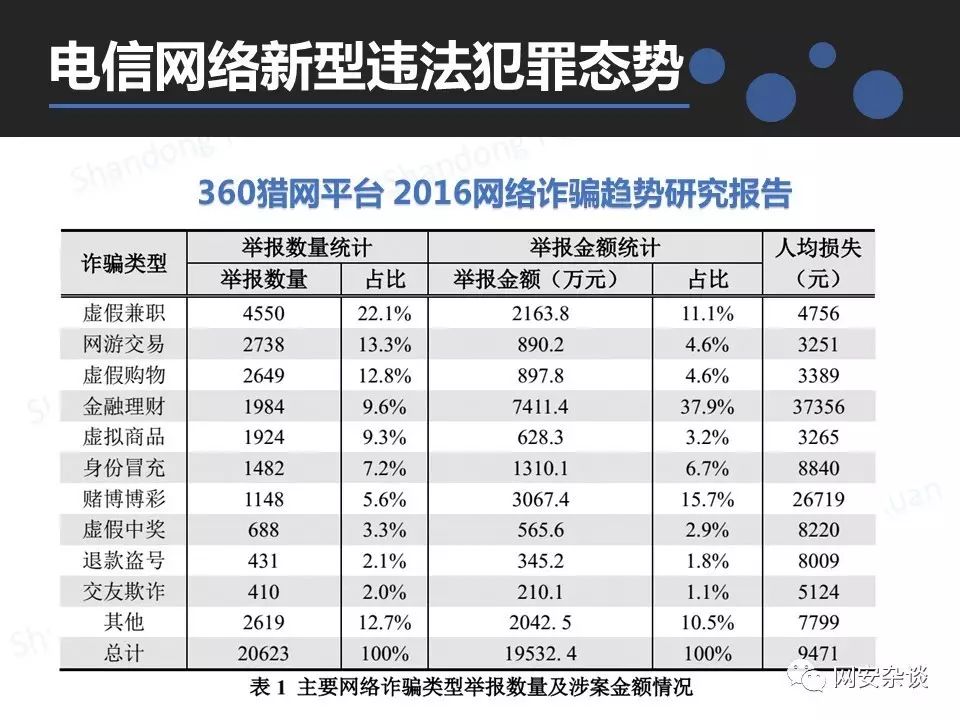 电信网络新型违法犯罪态势
360猎网平台 2016网络诈骗趋势研究报告
诈骗类型 举报数量统计 举报金额统计 人均损失（元）
举报数量 占比 举报金额（万元） 占比
虚假兼职 4550 22.1% 2163.8 11.1% 4756
网游交易 2738 13.3% 890.2 4.6% 3251
虚假购物 2649 12.8% 897.8 4.6% 3389
金融理财 1984 9.6% 7411.4 37.9% 37356
虚拟商品 1924 9.3% 628.3 3.2% 3265
身份冒充 1482 7.2% 1310.1 6.7% 8840
赌博博彩 1148 5.6% 3067.4 15.7% 26719
虚假中奖 688 3.3% 565.6 2.9% 8220
退款盗号 431 2.1% 345.2 1.8% 8009
交友欺诈 410 2.0% 210.1 1.1% 5124
其他 2619 12.7% 2042. 5 10.5% 7799
总计 20623 100% 19532. 4 100% 9471
表 1 主要网络诈骗类型举报数量及涉案金额情况
网安杂谈
Shandong